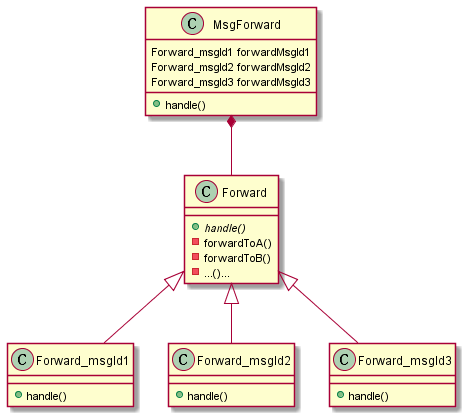 C MsgForward
Forward_msgId1 forwardMsgId1
Forward_msgId2 forwardMsgId2
Forward_msgId3 forwardMsgId3
handle()
C Forward
handle()
forwardToA()
forwardToB()
...()...
C Forward_msgId1
handle()
C Forward_msgId2
handle()
C Forward_msgId3
handle()